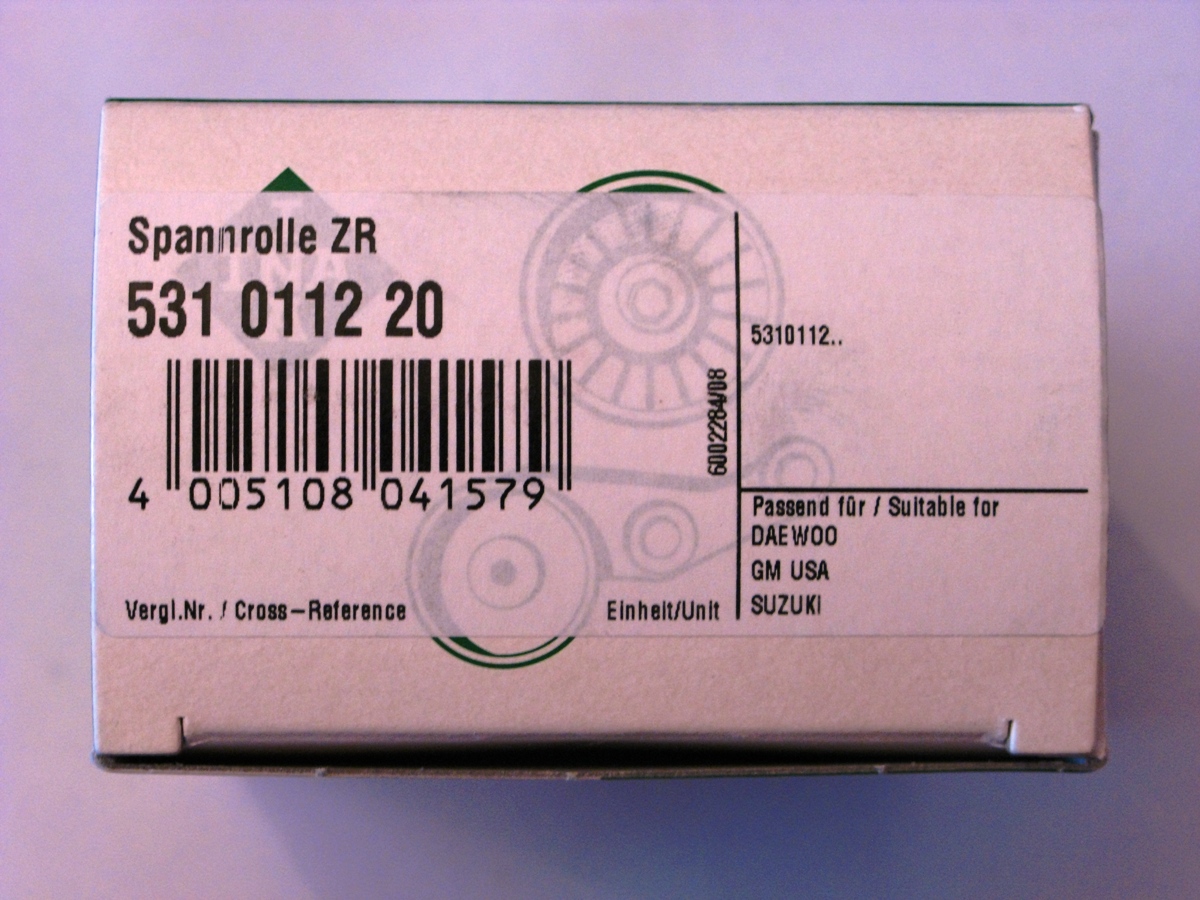 Spannrolle ZR
INA
531 0112 20
4 005108 041579
Vergl.Nr. / Cross-Reference
Einheit/Unit
6002284/08
5310112..
Passend für / Suitable for
DAEWOO
GM USA
SUZUKI